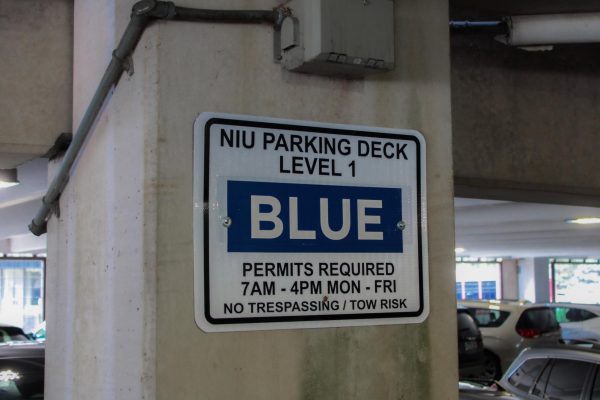 NIU PARKING DECK
LEVEL 1
BLUE
PERMITS REQUIRED
7AM - 4PM MON - FRI
NO TRESPASSING / TOW RISK